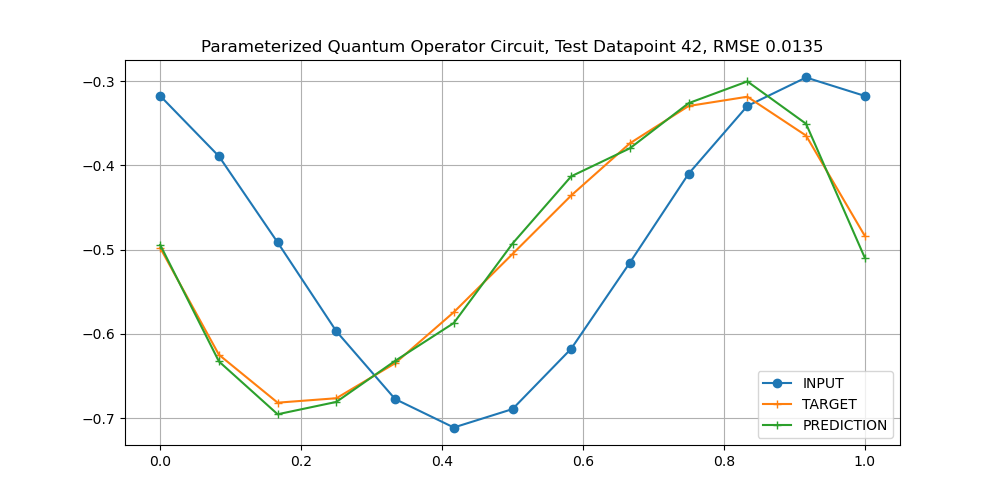 Parameterized Quantum Operator Circuit, Test Datapoint 42, RMSE 0.0135
−0.3
−0.4
−0.5
−0.6
−0.7
INPUT
TARGET
PREDICTION
0.0 0.2 0.4 0.6 0.8 1.0